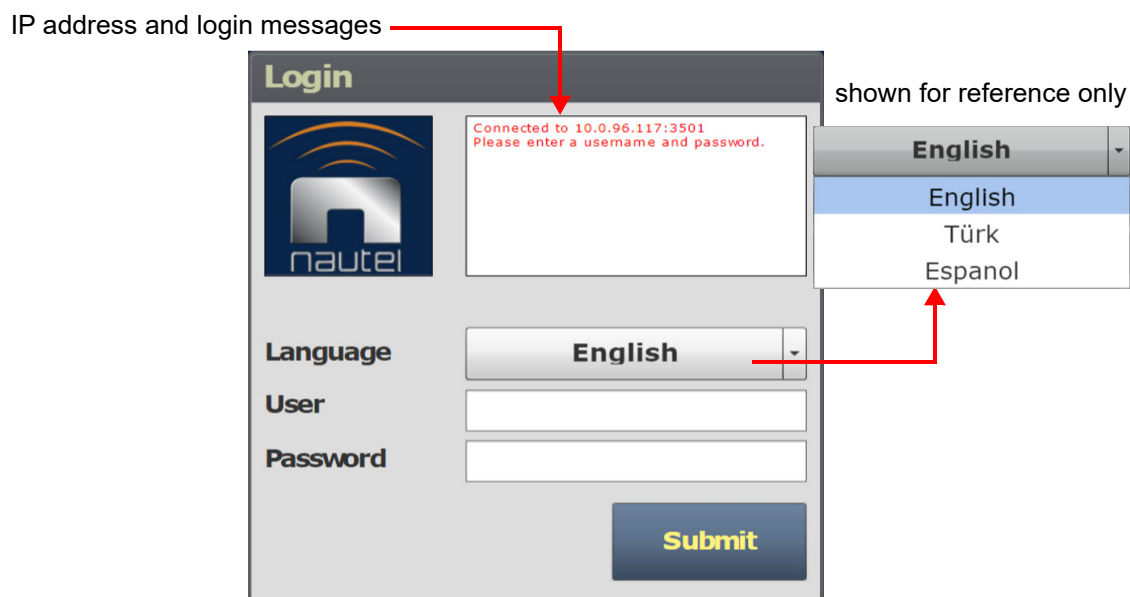 IP address and login messages
Login
shown for reference only
Connected to 10.0.96.117:3501
Please enter a username and password.
nautel
English
English
Türk
Espanol
Language
English
User
Password
Submit